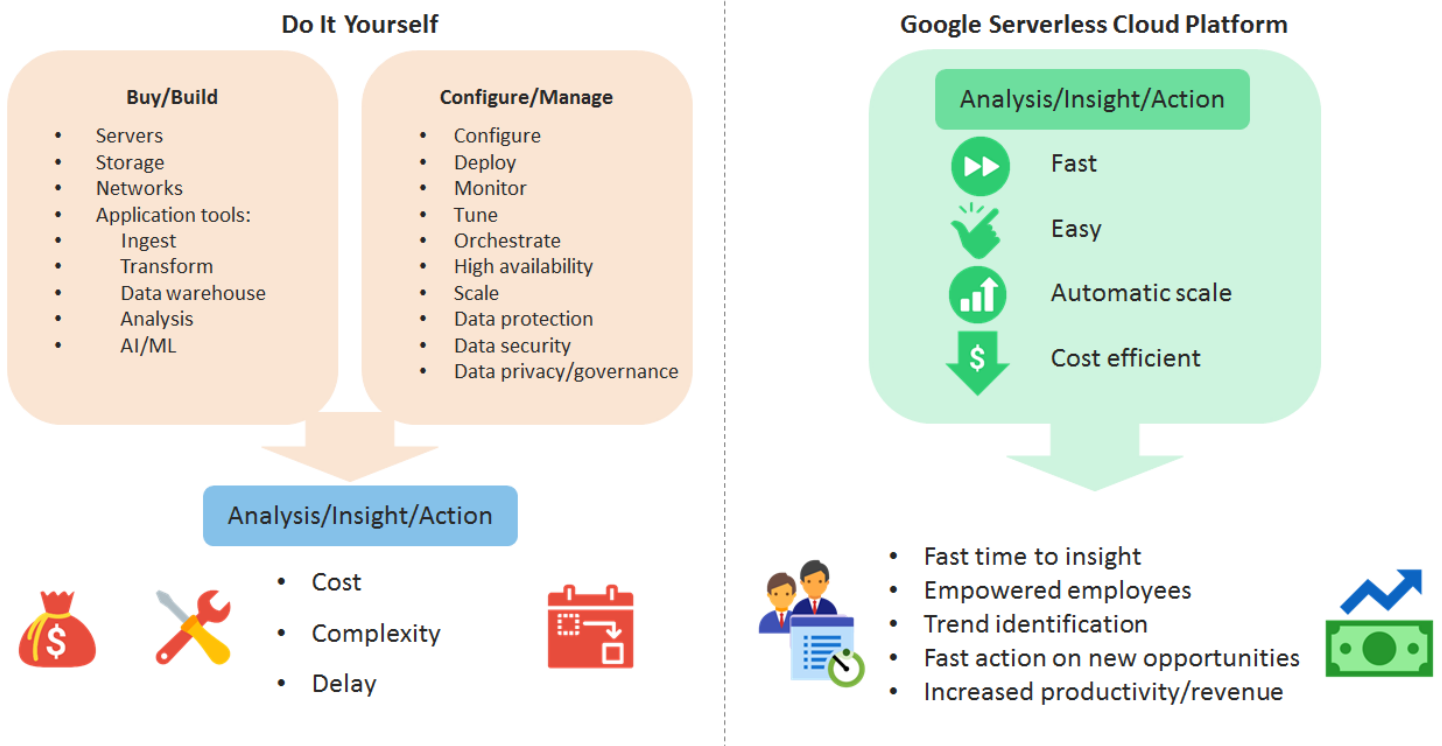 Do It Yourself
Buy/Build
• Servers
• Storage
• Networks
• Application tools:
• Ingest
• Transform
• Data warehouse
• Analysis
• AI/ML
Configure/Manage
• Configure
• Deploy
• Monitor
• Tune
• Orchestrate
• High availability
• Scale
• Data protection
• Data security
• Data privacy/governance
Analysis/Insight/Action
$
• Cost
• Complexity
• Delay
Google Serverless Cloud Platform
Analysis/Insight/Action
Fast
Easy
Automatic scale
$
Cost efficient
• Fast time to insight
• Empowered employees
• Trend identification
• Fast action on new opportunities
• Increased productivity/revenue